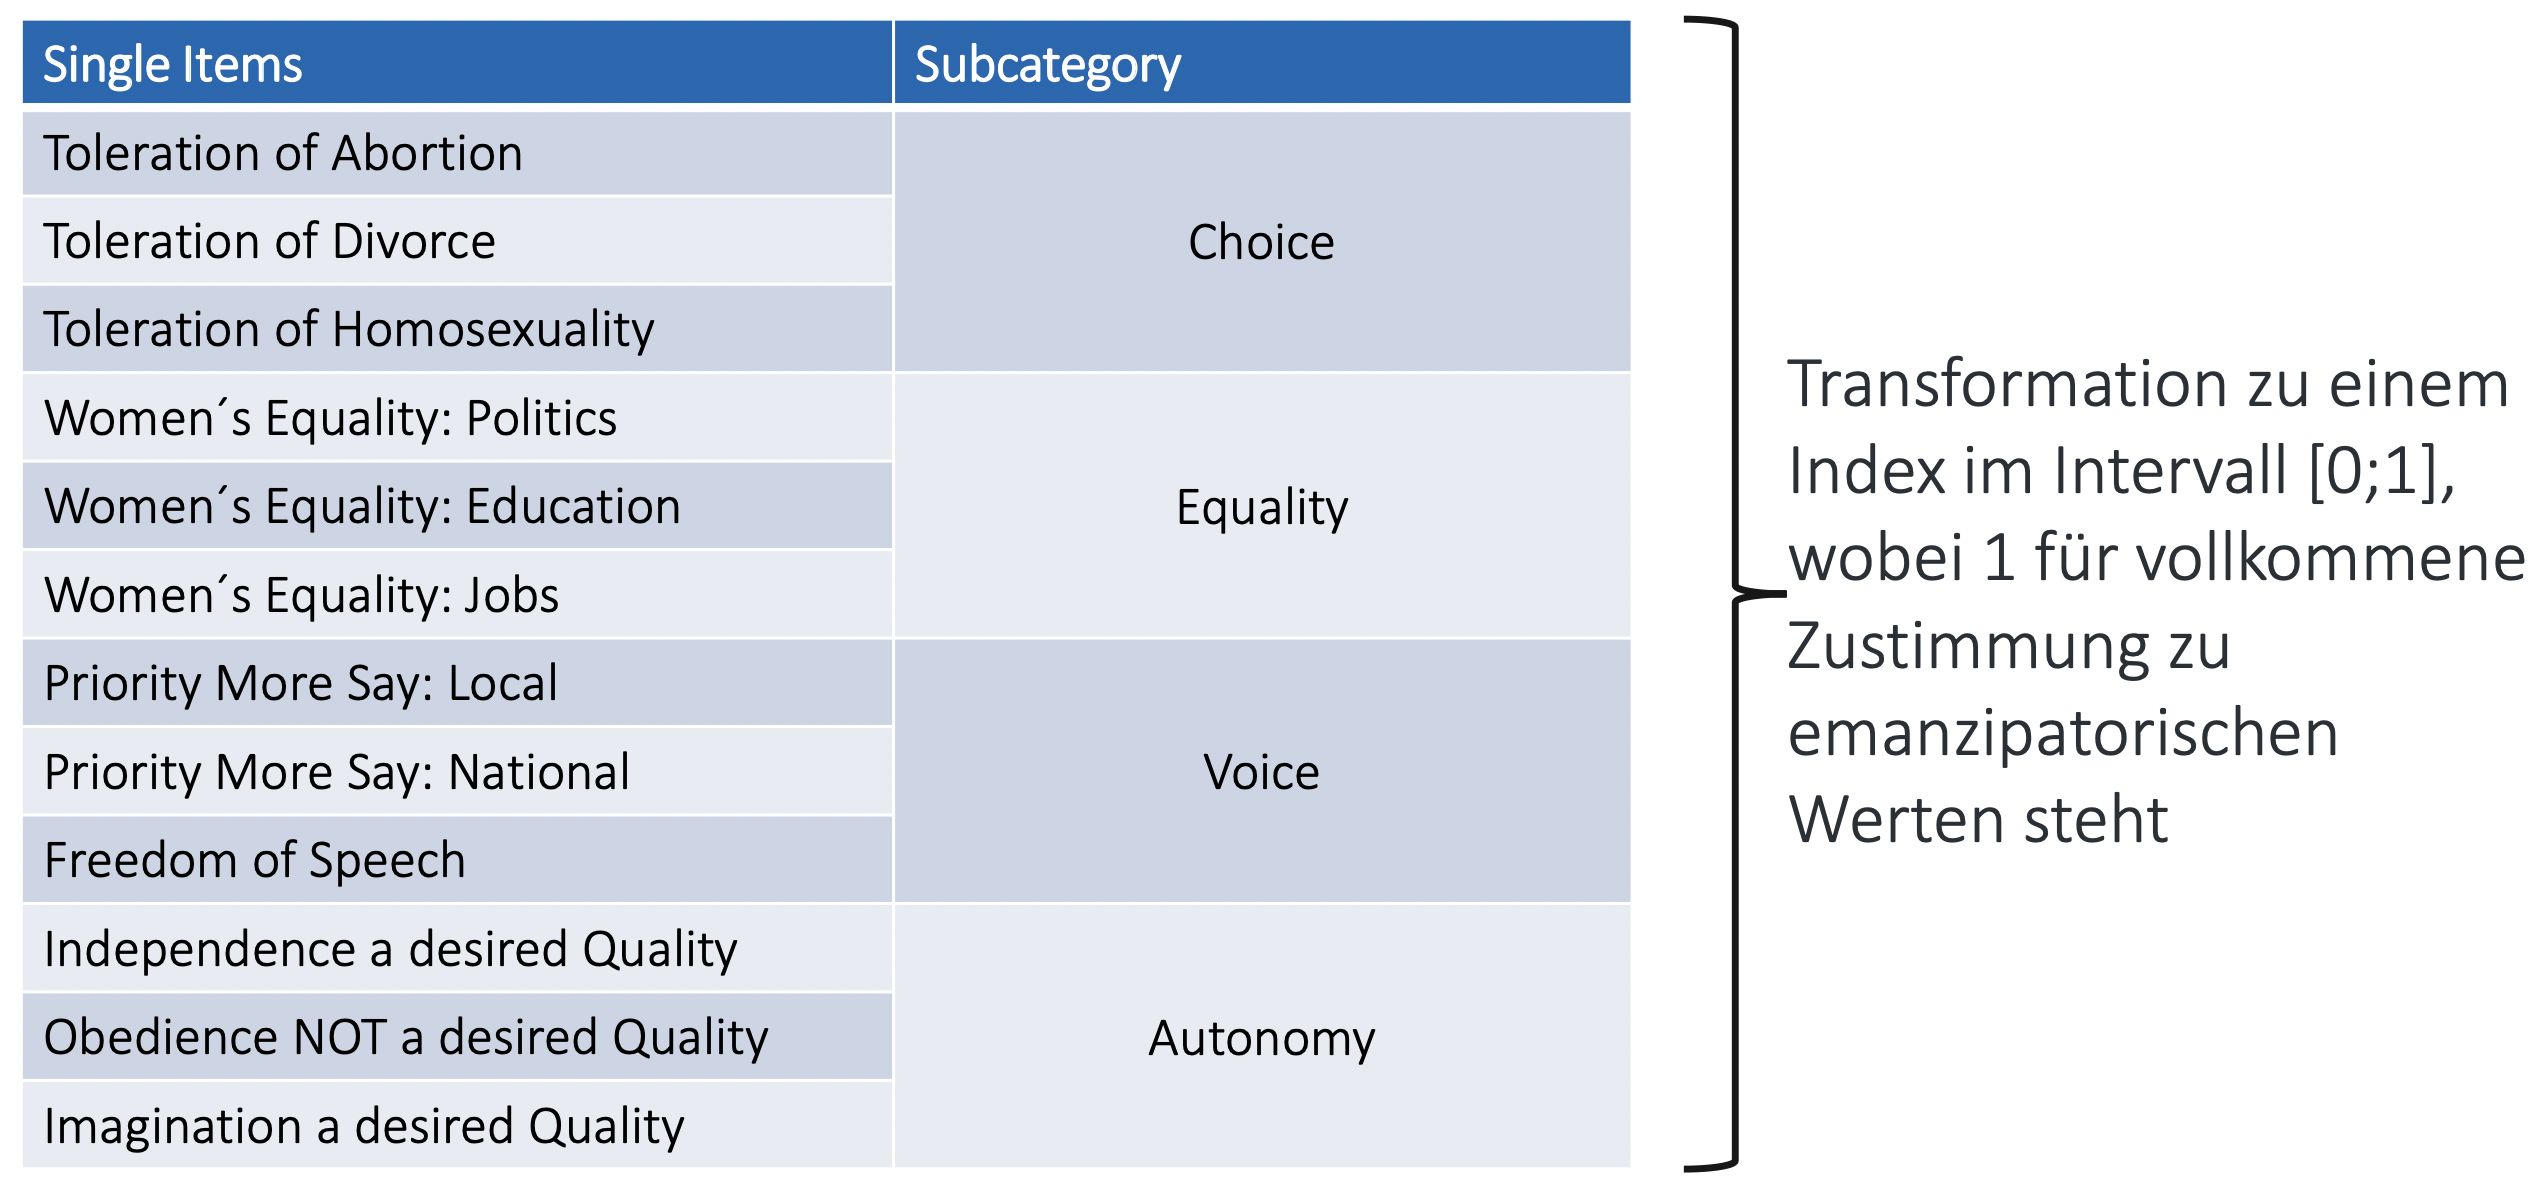 Single Items
Subcategory
Toleration of Abortion
Toleration of Divorce
Toleration of Homosexuality
Choice
Women´s Equality: Politics
Women´s Equality: Education
Women´s Equality: Jobs
Equality
Priority More Say: Local
Priority More Say: National
Freedom of Speech
Voice
Independence a desired Quality
Obedience NOT a desired Quality
Imagination a desired Quality
Autonomy
Transformation zu einem
Index im Intervall [0;1],
wobei 1 für vollkommene
Zustimmung zu
emanzipatorischen
Werten steht